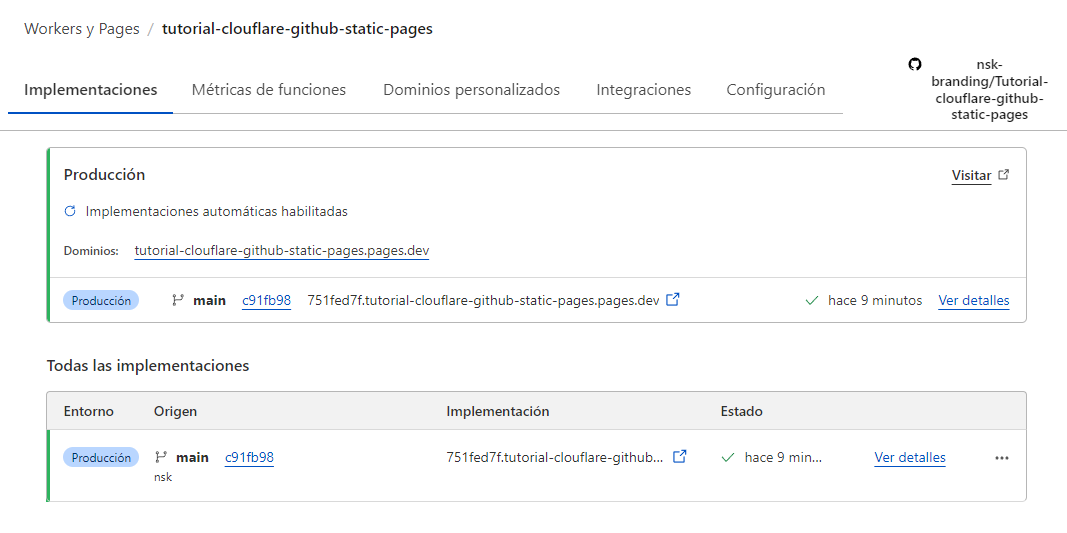 Workers y Pages / tutorial-clouflare-github-static-pages
Implementaciones Métricas de funciones Dominios personalizados Integraciones Configuración
nsk-
branding/Tutorial-
clouflare-github-
static-pages
Producción Visitar
Implementaciones automáticas habilitadas
Dominios: tutorial-clouflare-github-static-pages.pages.dev
Producción main c91fb98 751fed7f.tutorial-clouflare-github-static-pages.pages.dev hace 9 minutos Ver detalles
Todas las implementaciones
Entorno Origen Implementación Estado
Producción main c91fb98 751fed7f.tutorial-clouflare-github... hace 9 min... Ver detalles
nsk